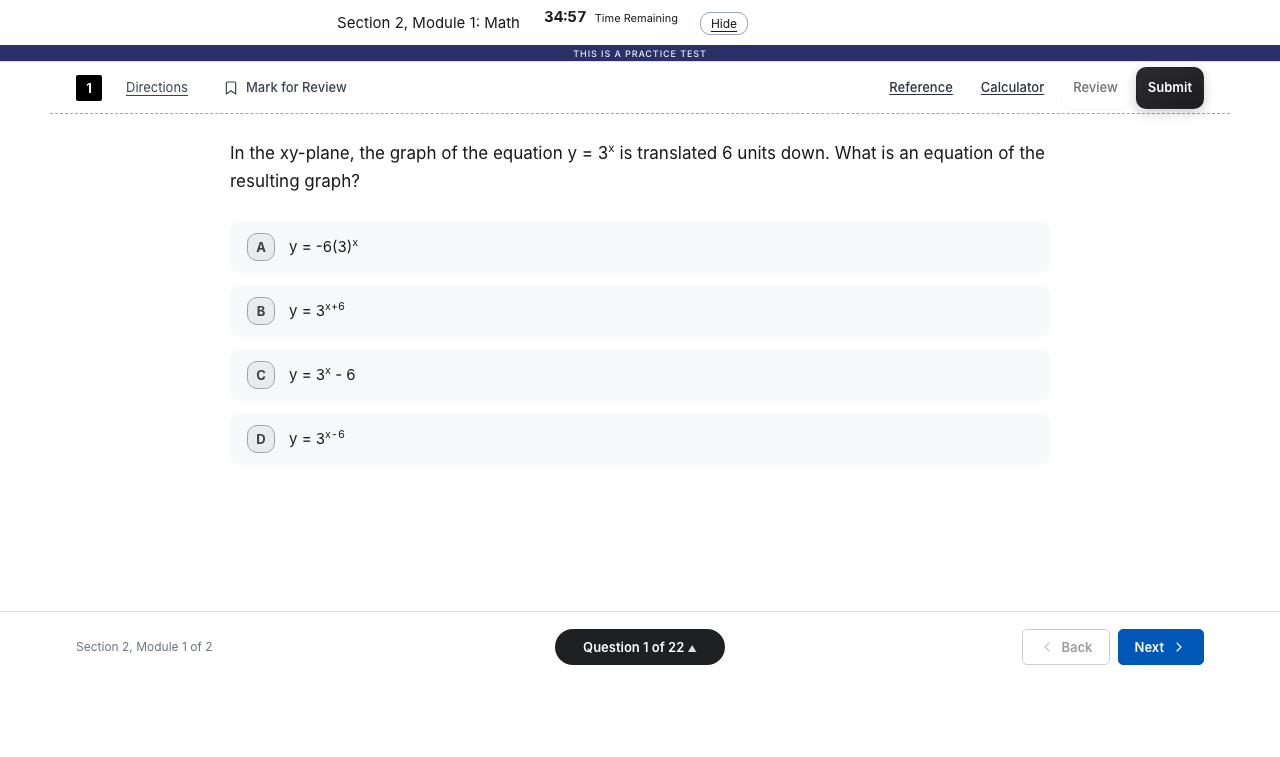 Section 2, Module 1: Math 34:57 Time Remaining Hide
THIS IS A PRACTICE TEST
1 Directions Mark for Review Reference Calculator Review Submit
In the xy-plane, the graph of the equation y = 3ˣ is translated 6 units down. What is an equation of the
resulting graph?
A y = -6(3)ˣ
B y = 3ˣ⁺⁶
C y = 3ˣ - 6
D y = 3ˣ⁻⁶
Section 2, Module 1 of 2 Question 1 of 22 ▲ Back Next